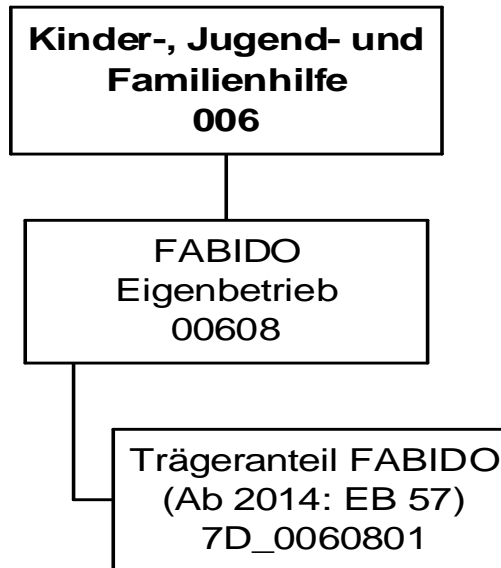 Kinder-, Jugend- und
Familienhilfe
006
FABIDO
Eigenbetrieb
00608
Trägeranteil FABIDO
(Ab 2014: EB 57)
7D_0060801